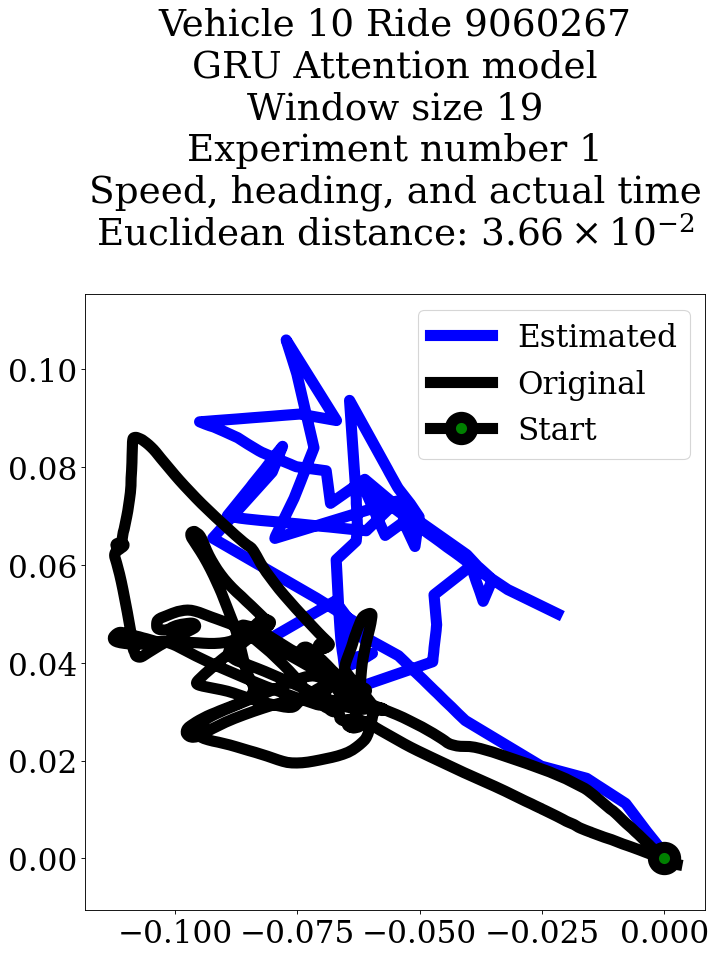 Vehicle 10 Ride 9060267
GRU Attention model
Window size 19
Experiment number 1
Speed, heading, and actual time
Euclidean distance: 3.66 × 10⁻²
Estimated
Original
Start
0.10
0.08
0.06
0.04
0.02
0.00
−0.100 −0.075 −0.050 −0.025 0.000